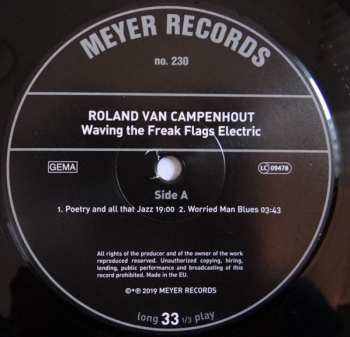 MEYER RECORDS
no. 230
ROLAND VAN CAMPENHOUT
Waving the Freak Flags Electric
GEMA
LC 09478
Side A
1. Poetry and all that Jazz 19:00 2. Worried Man Blues 03:43
All rights of the producer and of the owner of the work
reproduced reserved. Unauthorized copying, hiring,
lending, public performance and broadcasting of this
record prohibited. Made in the EU.
©+℗ 2019 MEYER RECORDS
long 33 1/3 play